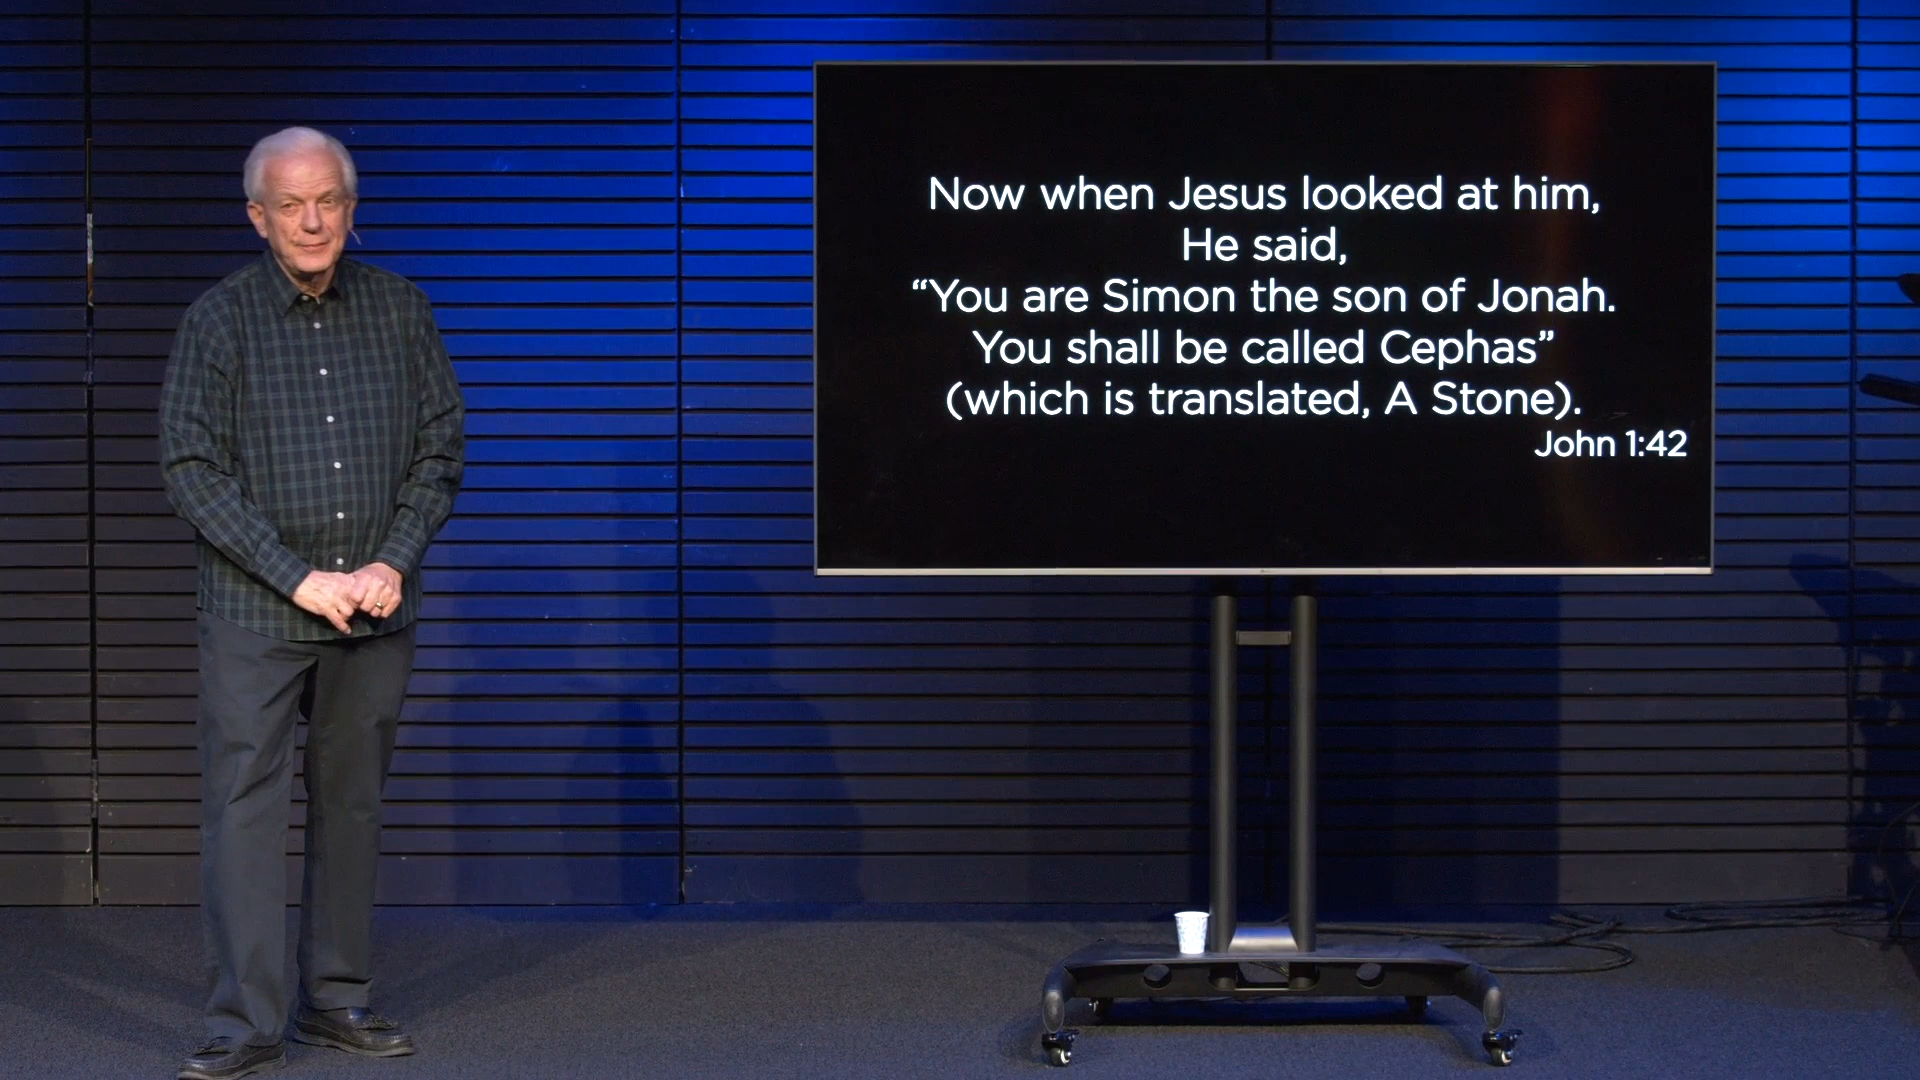 Now when Jesus looked at him,
He said,
“You are Simon the son of Jonah.
You shall be called Cephas”
(which is translated, A Stone).
John 1:42